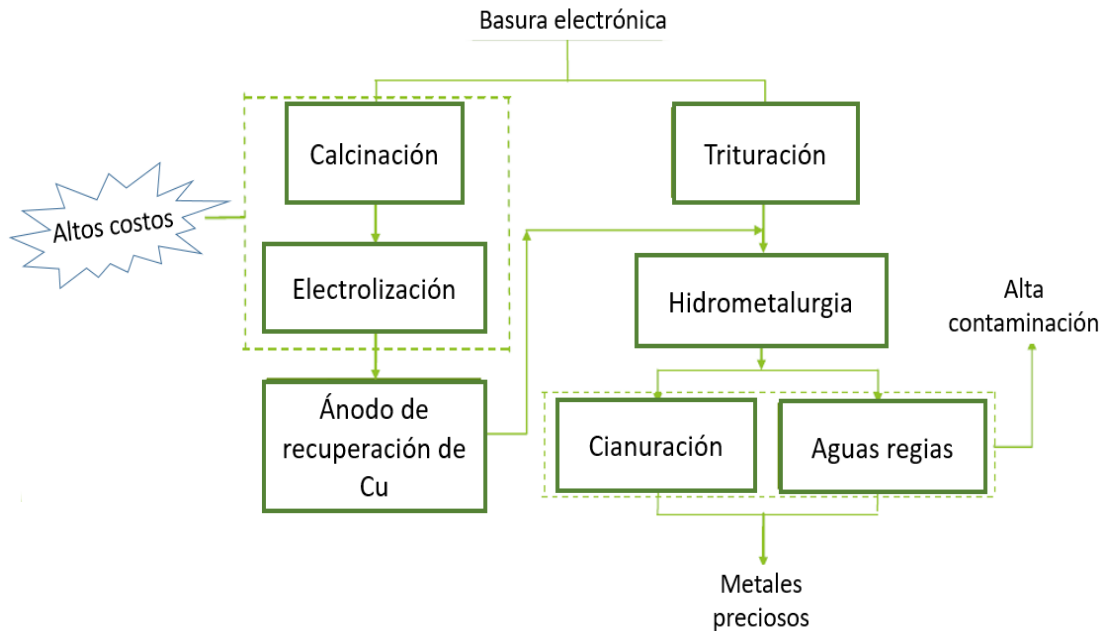 Basura electrónica
Calcinación
Trituración
Altos costos
Electrolización
Hidrometalurgia
Alta
contaminación
Ánodo de
recuperación de
Cu
Cianuración
Aguas regias
Metales
preciosos